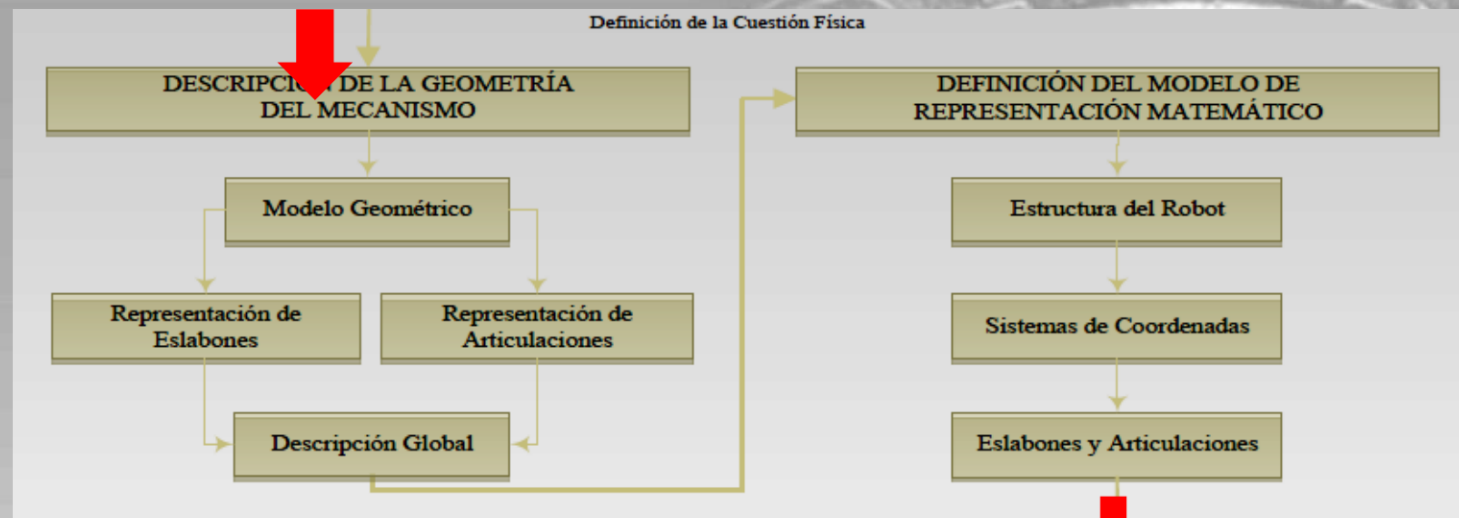 Definición de la Cuestión Física
DESCRIPCIÓN DE LA GEOMETRÍA
DEL MECANISMO
Modelo Geométrico
Representación de
Eslabones
Representación de
Articulaciones
Descripción Global
DEFINICIÓN DEL MODELO DE
REPRESENTACIÓN MATEMÁTICO
Estructura del Robot
Sistemas de Coordenadas
Eslabones y Articulaciones